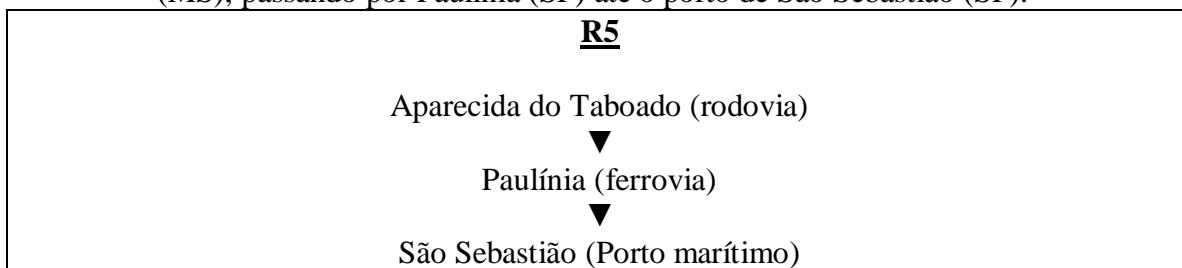 (MS), passando por Paulínia (SP) até o porto de São Sebastião (SP).
R5
Aparecida do Taboado (rodovia)
▼
Paulínia (ferrovia)
▼
São Sebastião (Porto marítimo)